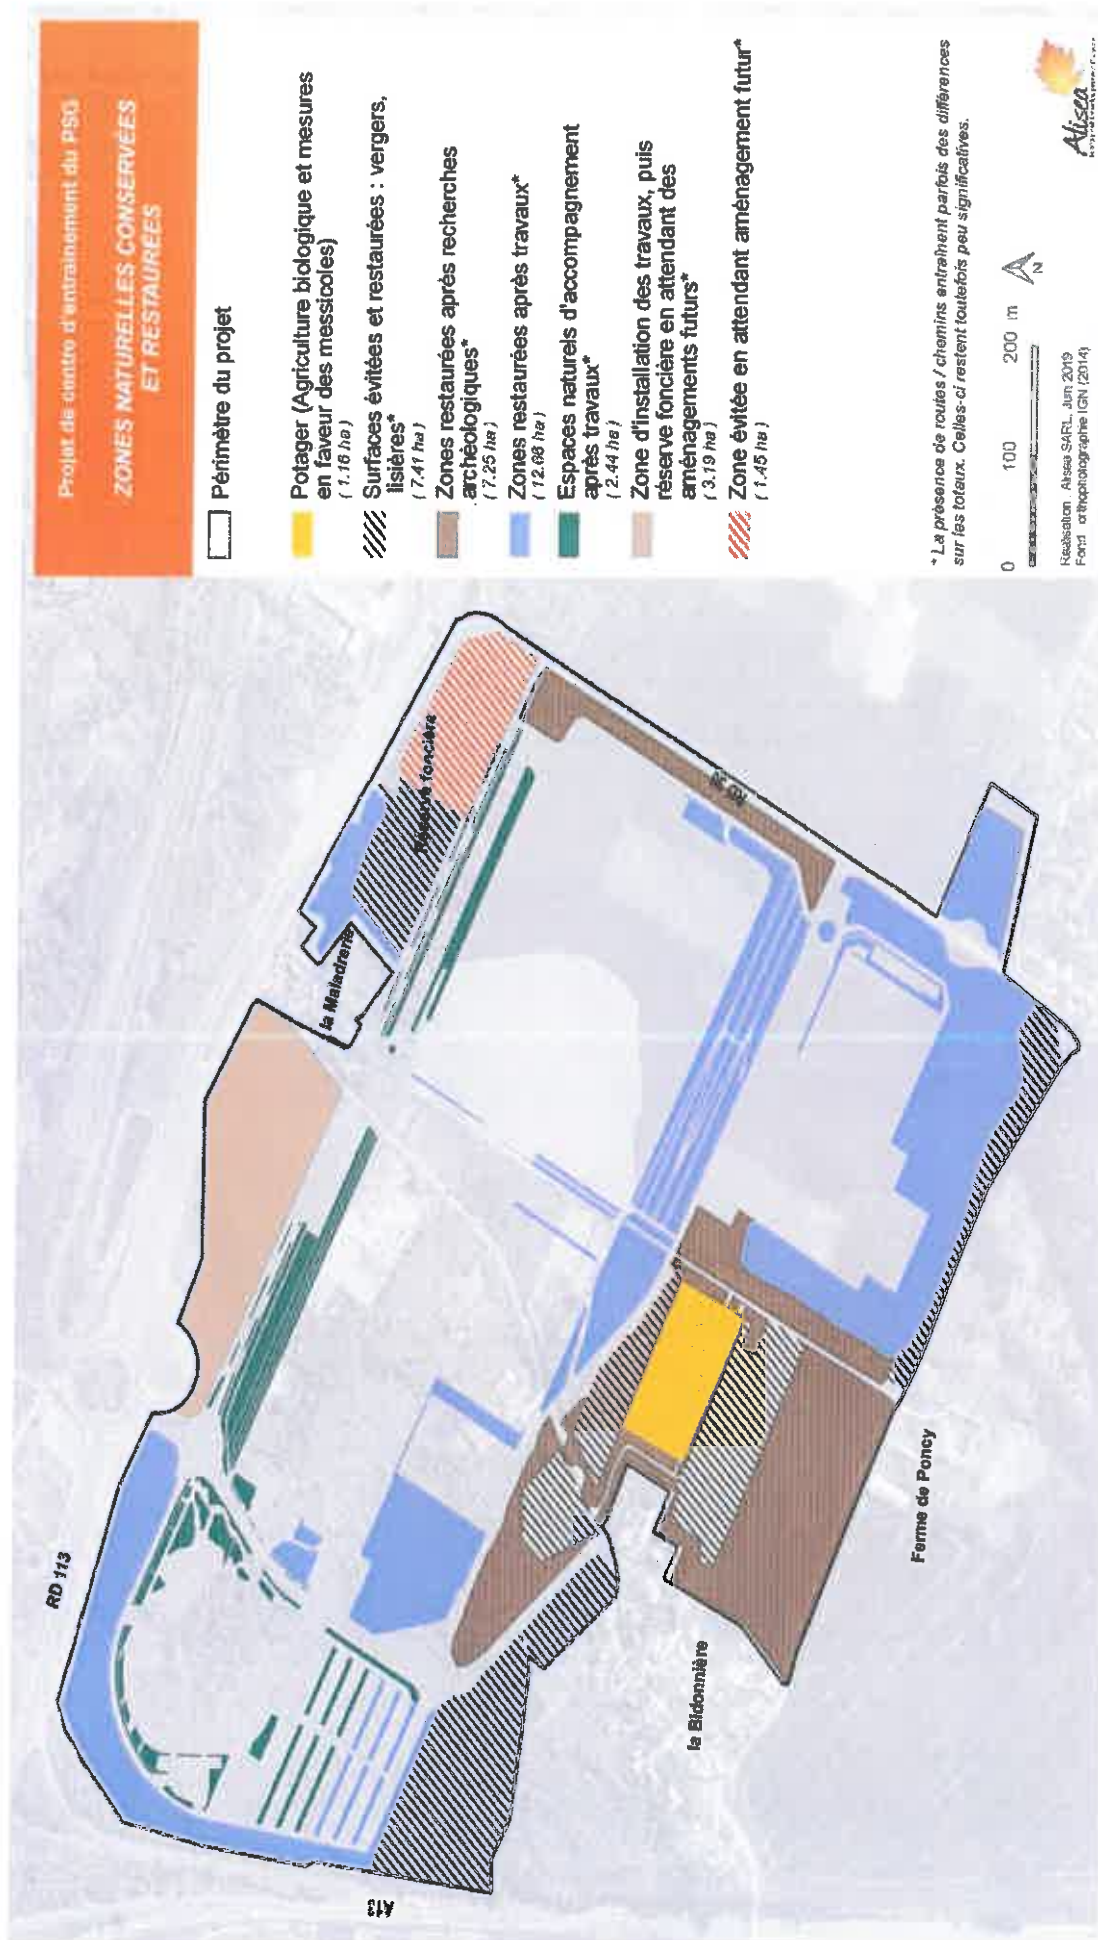 Projet de centre d'entrainement du PSG
ZONES NATURELLES CONSERVÉES
ET RESTAURÉES
Périmètre du projet
Potager (Agriculture biologique et mesures
en faveur des messicoles)
( 1.16 ha )
Surfaces évitées et restaurées : vergers,
lisières*
( 7.41 ha )
Zones restaurées après recherches
archéologiques*
( 7.25 ha )
Zones restaurées après travaux*
( 12.68 ha )
Espaces naturels d'accompagnement
après travaux*
( 2.44 ha )
Zone d'installation des travaux, puis
réserve foncière en attendant des
aménagements futurs*
( 3.19 ha )
Zone évitée en attendant aménagement futur*
( 1.45 ha )
* La présence de routes / chemins entraînent parfois des différences
sur les totaux. Celles-ci restent toutefois peu significatives.
0 100 200 m
N
Réalisation : Alisea SARL, Juin 2019
Fond : orthophotographie IGN (2014)
Alisea
RD 113
A13
la Maladrerie
Réserve foncière
RD 30
la Bidonnière
Ferme de Poncy